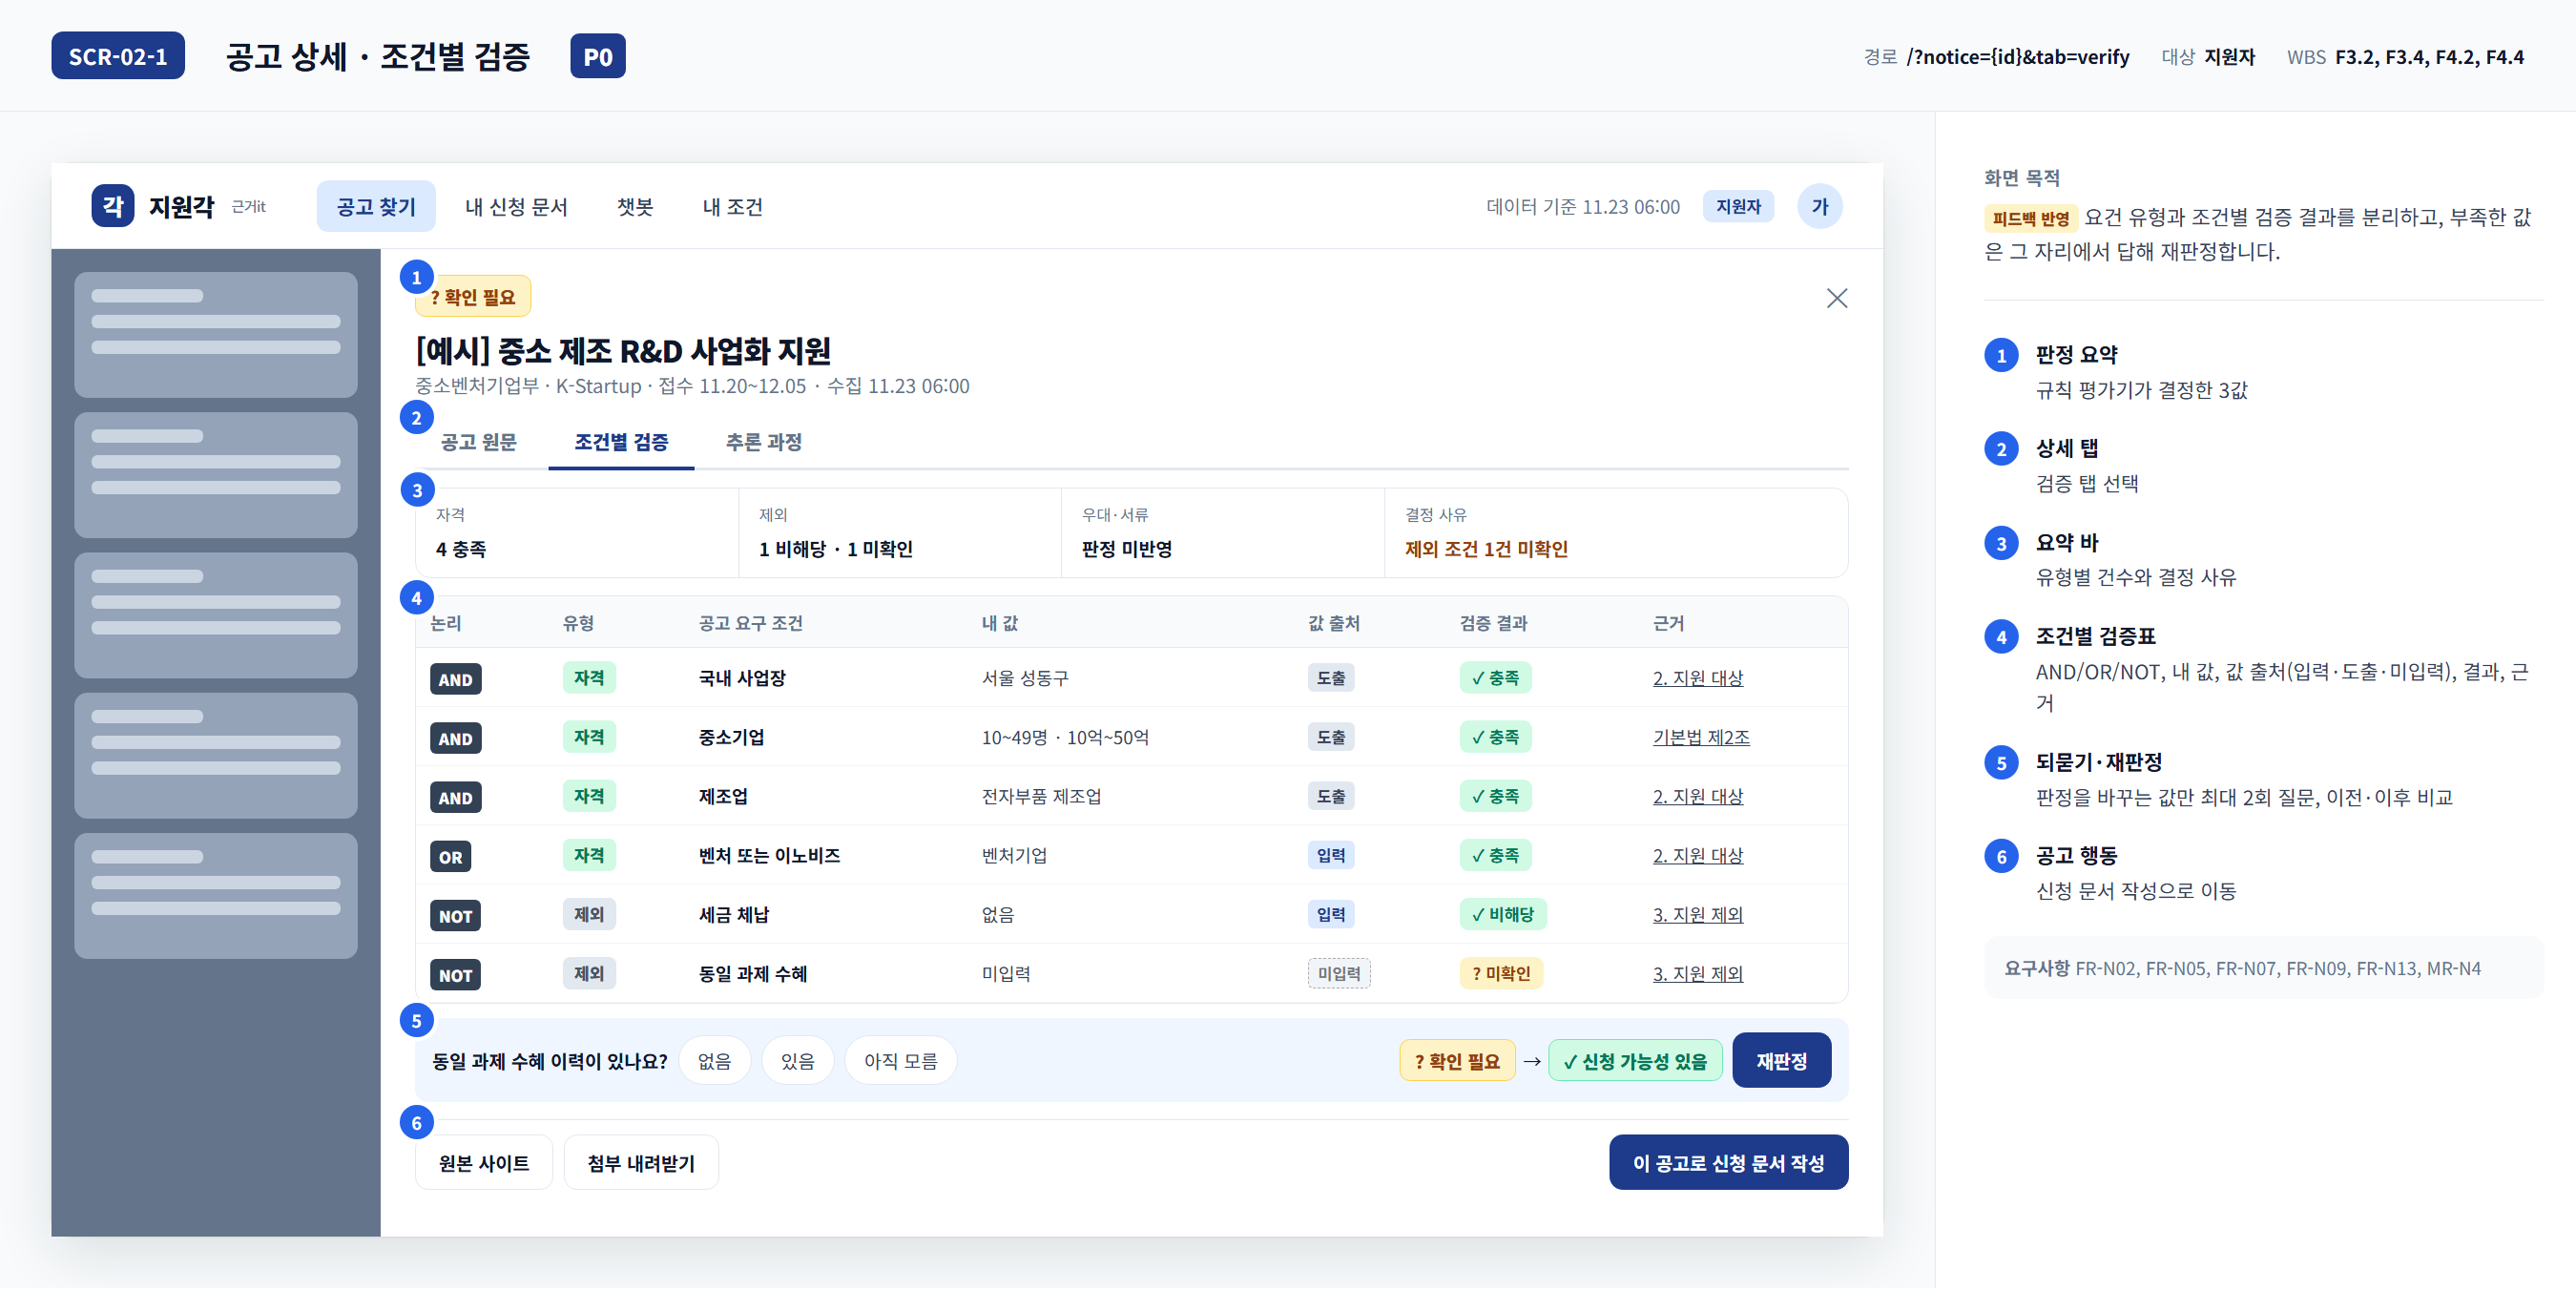 SCR-02-1 공고 상세 · 조건별 검증 P0
경로 /?notice={id}&tab=verify 대상 지원자 WBS F3.2, F3.4, F4.2, F4.4
각 지원각 근거it 공고 찾기 내 신청 문서 챗봇 내 조건 데이터 기준 11.23 06:00 지원자 가
1
? 확인 필요
[예시] 중소 제조 R&D 사업화 지원
중소벤처기업부 · K-Startup · 접수 11.20~12.05 · 수집 11.23 06:00
2
공고 원문 조건별 검증 추론 과정
3
자격 제외 우대·서류 결정 사유
4 충족 1 비해당 · 1 미확인 판정 미반영 제외 조건 1건 미확인
4
논리 유형 공고 요구 조건 내 값 값 출처 검증 결과 근거
AND 자격 국내 사업장 서울 성동구 도출 ✓ 충족 2. 지원 대상
AND 자격 중소기업 10~49명 · 10억~50억 도출 ✓ 충족 기본법 제2조
AND 자격 제조업 전자부품 제조업 도출 ✓ 충족 2. 지원 대상
OR 자격 벤처 또는 이노비즈 벤처기업 입력 ✓ 충족 2. 지원 대상
NOT 제외 세금 체납 없음 입력 ✓ 비해당 3. 지원 제외
NOT 제외 동일 과제 수혜 미입력 미입력 ? 미확인 3. 지원 제외
5
동일 과제 수혜 이력이 있나요? 없음 있음 아직 모름 ? 확인 필요 → ✓ 신청 가능성 있음 재판정
6
원본 사이트 첨부 내려받기 이 공고로 신청 문서 작성
화면 목적
피드백 반영 요건 유형과 조건별 검증 결과를 분리하고, 부족한 값
은 그 자리에서 답해 재판정합니다.
1 판정 요약
규칙 평가기가 결정한 3값
2 상세 탭
검증 탭 선택
3 요약 바
유형별 건수와 결정 사유
4 조건별 검증표
AND/OR/NOT, 내 값, 값 출처(입력·도출·미입력), 결과, 근
거
5 되묻기·재판정
판정을 바꾸는 값만 최대 2회 질문, 이전·이후 비교
6 공고 행동
신청 문서 작성으로 이동
요구사항 FR-N02, FR-N05, FR-N07, FR-N09, FR-N13, MR-N4